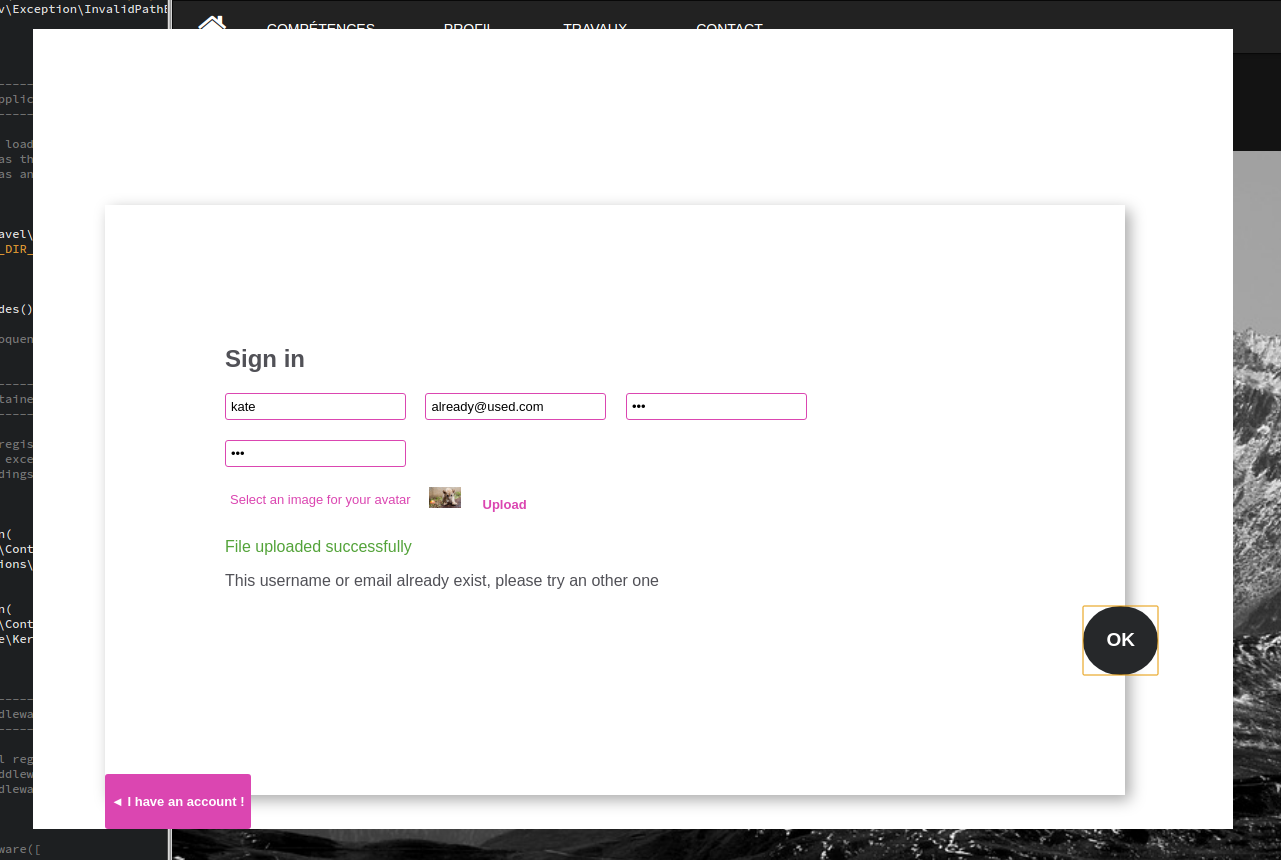 v\Exception\InvalidPathE
COMPÉTENCES PROFIL TRAVAUX CONTACT
pplic
load
as th
as an
avel\
_DIR_
des()
oquen
taine
regis
exce
dings
n(
\Cont
ions\
n(
\Cont
e\Ker
dlewa
l reg
ddlew
dlewa
ware([
Sign in
kate already@used.com •••
•••
Select an image for your avatar Upload
File uploaded successfully
This username or email already exist, please try an other one
OK
◄ I have an account !